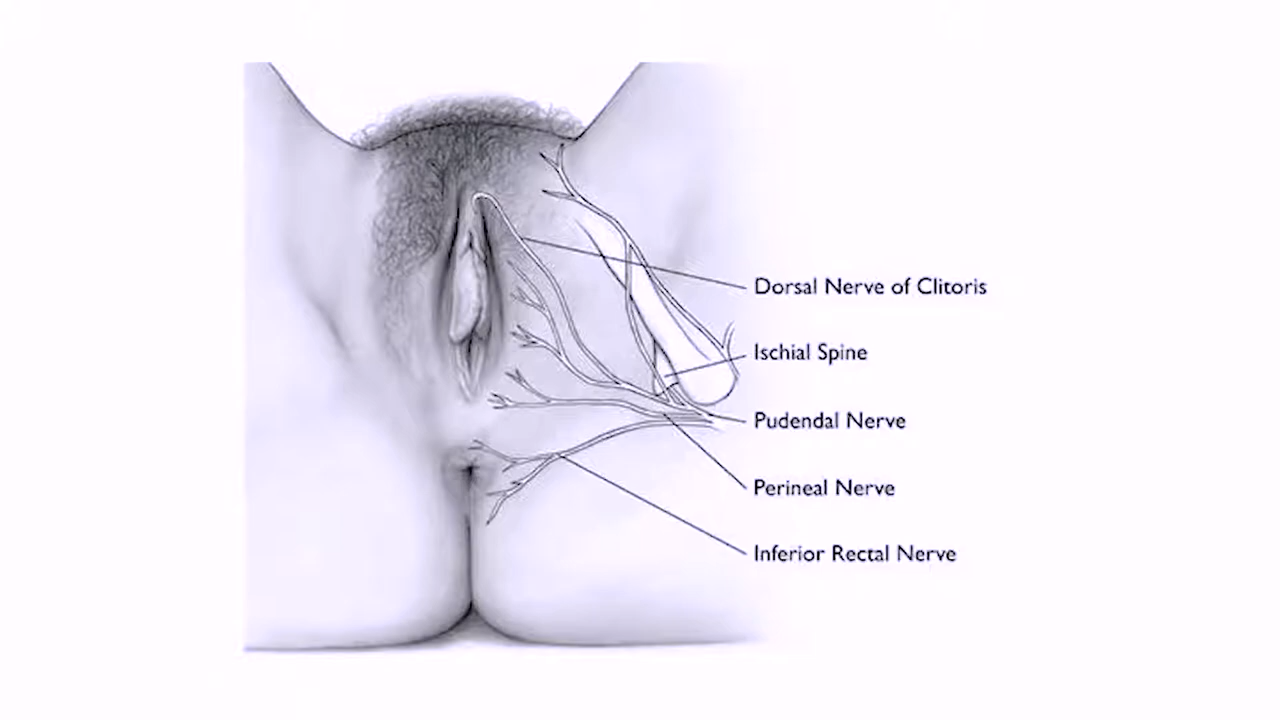 Dorsal Nerve of Clitoris
Ischial Spine
Pudendal Nerve
Perineal Nerve
Inferior Rectal Nerve